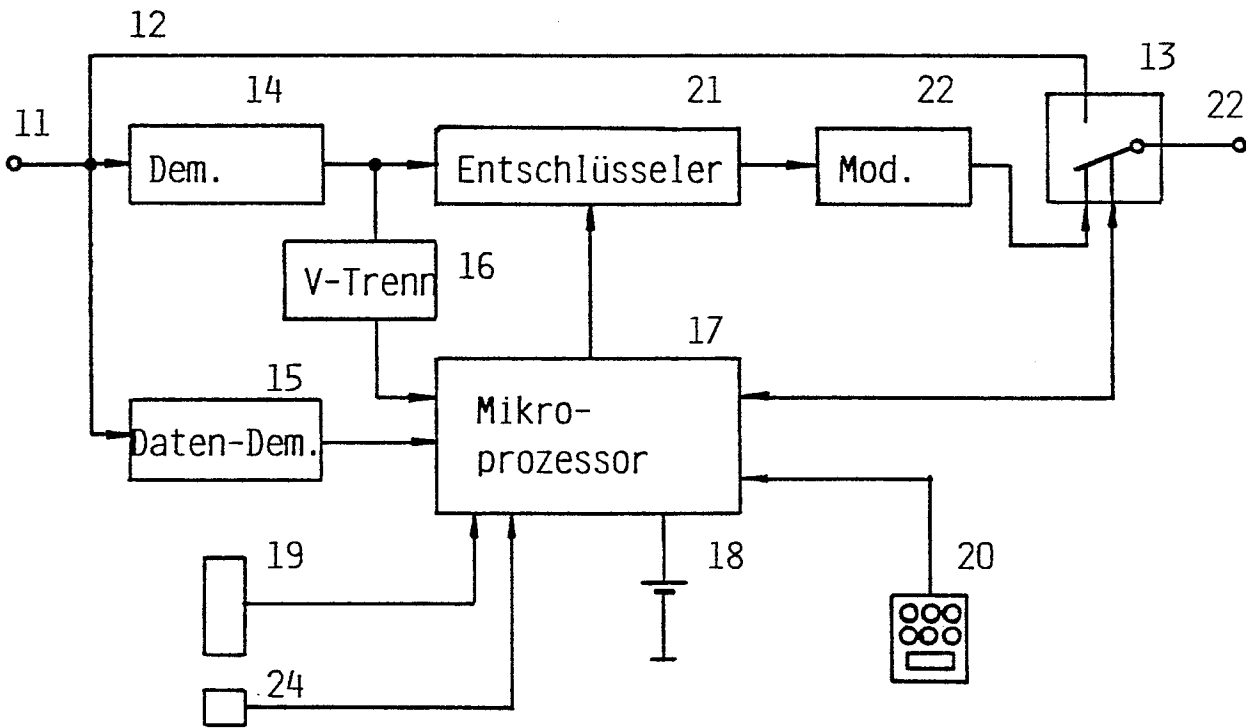 12
13
14
21
22
22
11
Dem.
Entschlüsseler
Mod.
V-Trenn
16
17
15
Mikro-
prozessor
Daten-Dem.
19
18
20
24